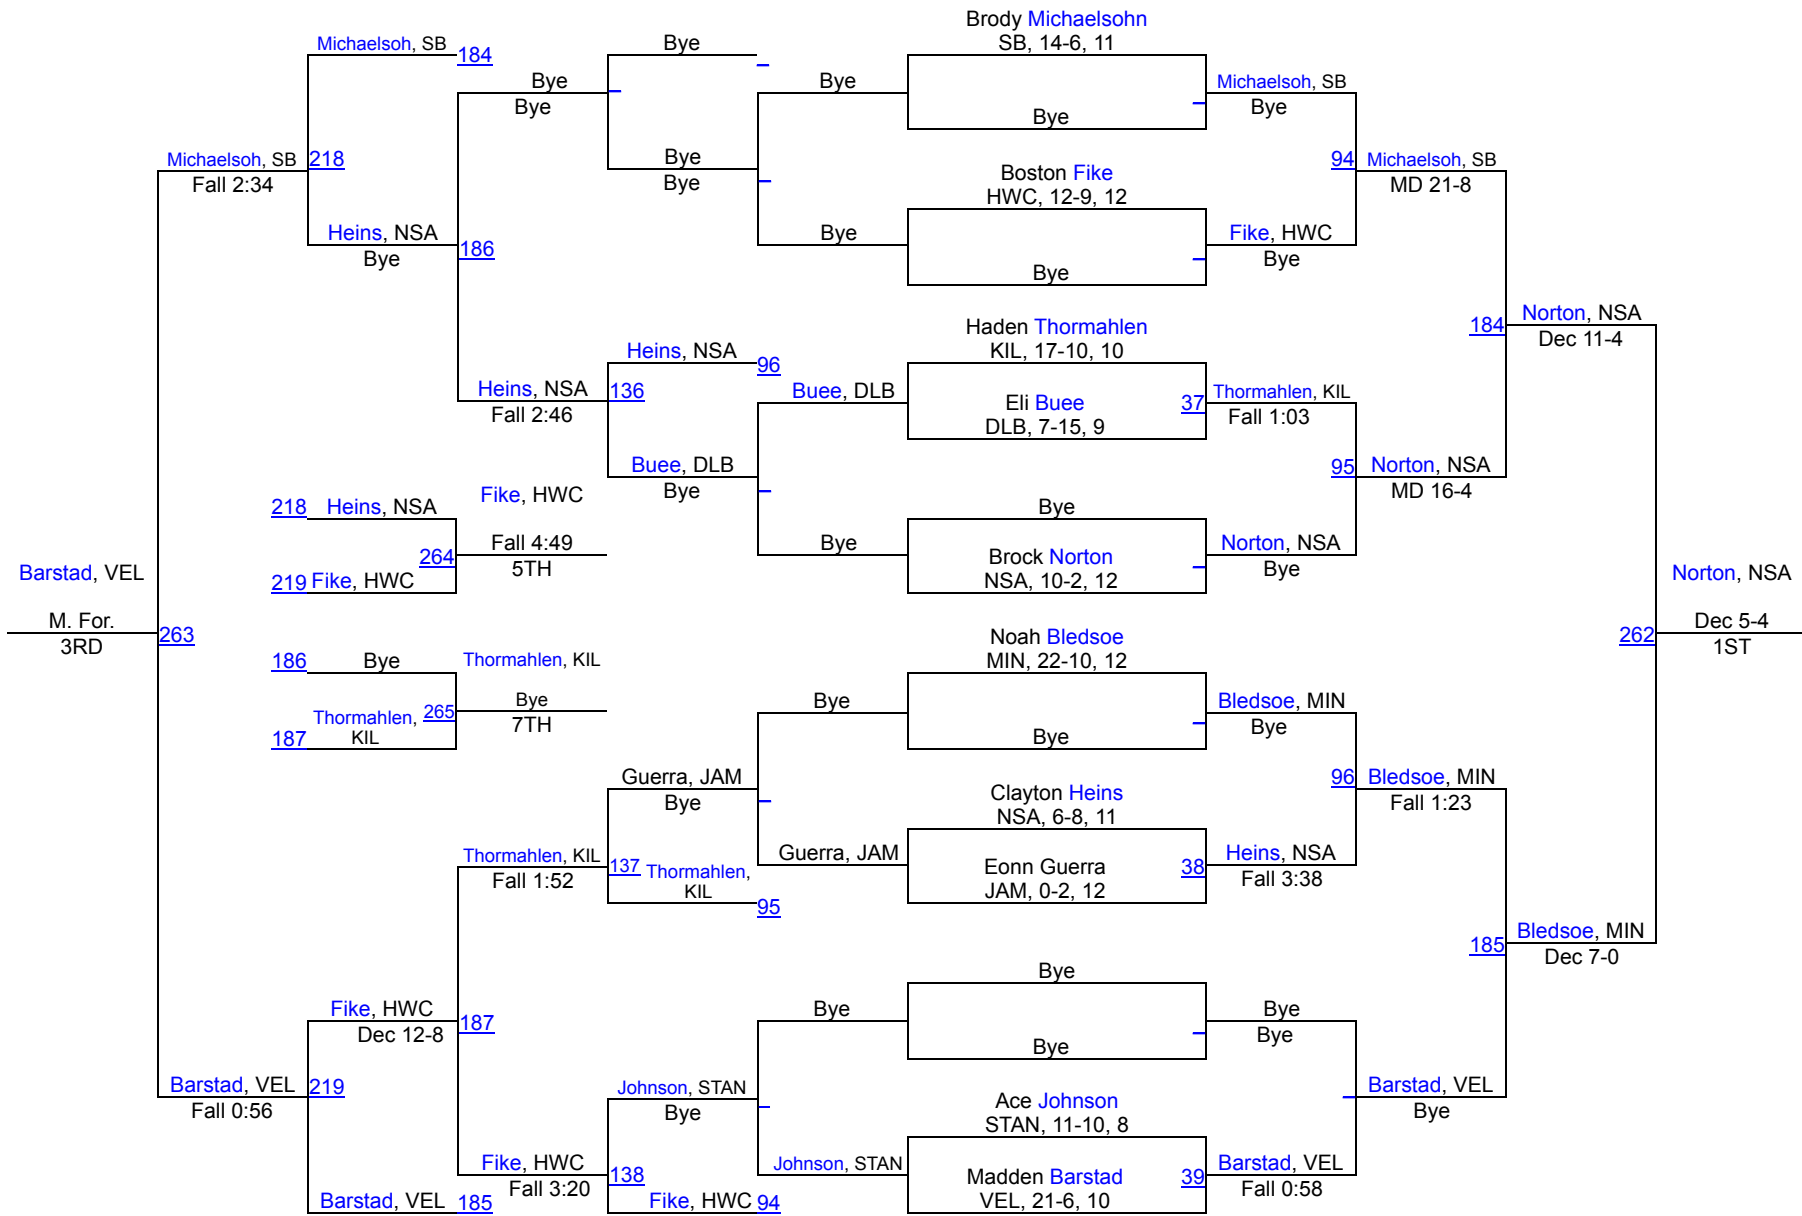 Brody Michaelsohn
SB, 14-6, 11
Michaelsoh, SB
184
Bye
Bye
Bye
Bye
Michaelsoh, SB
Bye
Bye
Bye
Bye
Michaelsoh, SB
218
Fall 2:34
Boston Fike
HWC, 12-9, 12
94
Michaelsoh, SB
MD 21-8
Heins, NSA
Bye
186
Bye
Bye
Fike, HWC
Bye
Haden Thormahlen
KIL, 17-10, 10
184
Norton, NSA
Dec 11-4
Heins, NSA
96
Heins, NSA
136
Fall 2:46
Buee, DLB
Eli Buee
DLB, 7-15, 9
37
Thormahlen, KIL
Fall 1:03
Buee, DLB
Bye
95
Norton, NSA
MD 16-4
218
Heins, NSA
Fike, HWC
Bye
264
Fall 4:49
5TH
219
Fike, HWC
Bye
Brock Norton
NSA, 10-2, 12
Norton, NSA
Bye
Barstad, VEL
M. For.
3RD
263
Norton, NSA
262
Dec 5-4
1ST
Noah Bledsoe
MIN, 22-10, 12
186
Bye
Thormahlen, KIL
265
Bye
7TH
187
Thormahlen,
KIL
Bye
Bye
Bledsoe, MIN
Bye
Guerra, JAM
Bye
Clayton Heins
NSA, 6-8, 11
96
Bledsoe, MIN
Fall 1:23
Thormahlen, KIL
Fall 1:52
137
Thormahlen,
KIL
95
Guerra, JAM
Eonn Guerra
JAM, 0-2, 12
38
Heins, NSA
Fall 3:38
185
Bledsoe, MIN
Dec 7-0
Bye
Fike, HWC
Dec 12-8
187
Bye
Bye
Bye
Bye
Barstad, VEL
219
Fall 0:56
Johnson, STAN
Bye
Ace Johnson
STAN, 11-10, 8
Barstad, VEL
Bye
Fike, HWC
Fall 3:20
138
Johnson, STAN
Madden Barstad
VEL, 21-6, 10
39
Barstad, VEL
Fall 0:58
Barstad, VEL
185
Fike, HWC
94